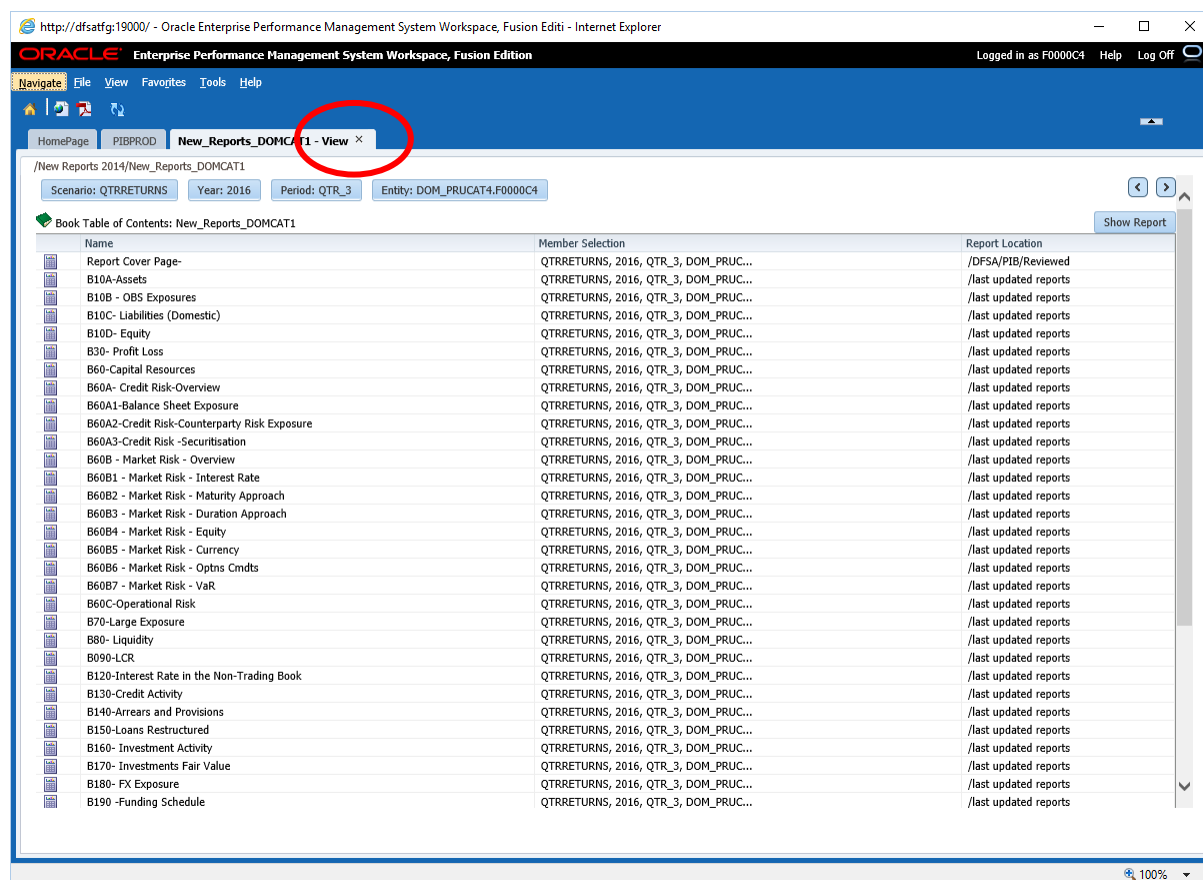 http://dfsatfg:19000/ - Oracle Enterprise Performance Management System Workspace, Fusion Editi - Internet Explorer
ORACLE Enterprise Performance Management System Workspace, Fusion Edition Logged in as F0000C4 Help Log Off
Navigate File View Favorites Tools Help
HomePage PIBPROD New_Reports_DOMCAT1 - View
/New Reports 2014/New_Reports_DOMCAT1
Scenario: QTRRETURNS Year: 2016 Period: QTR_3 Entity: DOM_PRUCAT4.F0000C4
Book Table of Contents: New_Reports_DOMCAT1 Show Report
Name Member Selection Report Location
Report Cover Page- QTRRETURNS, 2016, QTR_3, DOM_PRUC... /DFSA/PIB/Reviewed
B10A-Assets QTRRETURNS, 2016, QTR_3, DOM_PRUC... /last updated reports
B10B - OBS Exposures QTRRETURNS, 2016, QTR_3, DOM_PRUC... /last updated reports
B10C- Liabilities (Domestic) QTRRETURNS, 2016, QTR_3, DOM_PRUC... /last updated reports
B10D- Equity QTRRETURNS, 2016, QTR_3, DOM_PRUC... /last updated reports
B30- Profit Loss QTRRETURNS, 2016, QTR_3, DOM_PRUC... /last updated reports
B60-Capital Resources QTRRETURNS, 2016, QTR_3, DOM_PRUC... /last updated reports
B60A- Credit Risk-Overview QTRRETURNS, 2016, QTR_3, DOM_PRUC... /last updated reports
B60A1-Balance Sheet Exposure QTRRETURNS, 2016, QTR_3, DOM_PRUC... /last updated reports
B60A2-Credit Risk-Counterparty Risk Exposure QTRRETURNS, 2016, QTR_3, DOM_PRUC... /last updated reports
B60A3-Credit Risk -Securitisation QTRRETURNS, 2016, QTR_3, DOM_PRUC... /last updated reports
B60B - Market Risk - Overview QTRRETURNS, 2016, QTR_3, DOM_PRUC... /last updated reports
B60B1 - Market Risk - Interest Rate QTRRETURNS, 2016, QTR_3, DOM_PRUC... /last updated reports
B60B2 - Market Risk - Maturity Approach QTRRETURNS, 2016, QTR_3, DOM_PRUC... /last updated reports
B60B3 - Market Risk - Duration Approach QTRRETURNS, 2016, QTR_3, DOM_PRUC... /last updated reports
B60B4 - Market Risk - Equity QTRRETURNS, 2016, QTR_3, DOM_PRUC... /last updated reports
B60B5 - Market Risk - Currency QTRRETURNS, 2016, QTR_3, DOM_PRUC... /last updated reports
B60B6 - Market Risk - Optns Cmdts QTRRETURNS, 2016, QTR_3, DOM_PRUC... /last updated reports
B60B7 - Market Risk - VaR QTRRETURNS, 2016, QTR_3, DOM_PRUC... /last updated reports
B60C-Operational Risk QTRRETURNS, 2016, QTR_3, DOM_PRUC... /last updated reports
B70-Large Exposure QTRRETURNS, 2016, QTR_3, DOM_PRUC... /last updated reports
B80- Liquidity QTRRETURNS, 2016, QTR_3, DOM_PRUC... /last updated reports
B090-LCR QTRRETURNS, 2016, QTR_3, DOM_PRUC... /last updated reports
B120-Interest Rate in the Non-Trading Book QTRRETURNS, 2016, QTR_3, DOM_PRUC... /last updated reports
B130-Credit Activity QTRRETURNS, 2016, QTR_3, DOM_PRUC... /last updated reports
B140-Arrears and Provisions QTRRETURNS, 2016, QTR_3, DOM_PRUC... /last updated reports
B150-Loans Restructured QTRRETURNS, 2016, QTR_3, DOM_PRUC... /last updated reports
B160- Investment Activity QTRRETURNS, 2016, QTR_3, DOM_PRUC... /last updated reports
B170- Investments Fair Value QTRRETURNS, 2016, QTR_3, DOM_PRUC... /last updated reports
B180- FX Exposure QTRRETURNS, 2016, QTR_3, DOM_PRUC... /last updated reports
B190 -Funding Schedule QTRRETURNS, 2016, QTR_3, DOM_PRUC... /last updated reports
100%